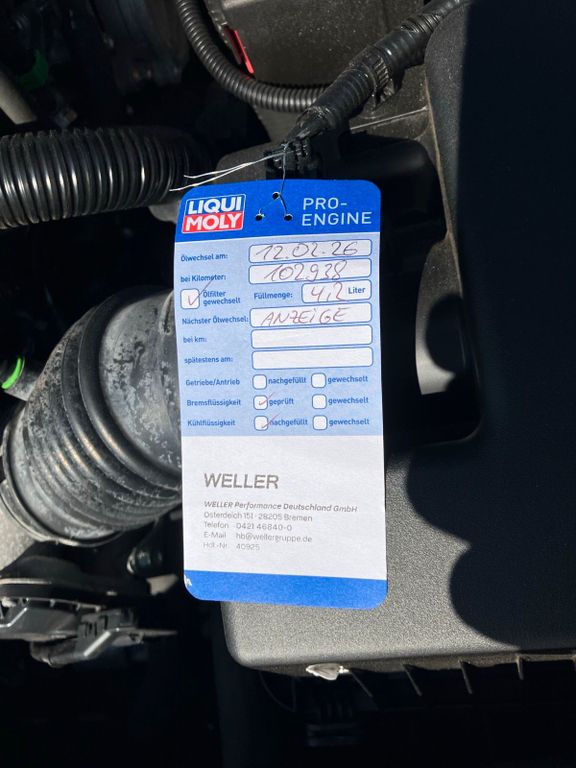 LIQUI
MOLY
PRO-
ENGINE
Ölwechsel am: 12.02.26
bei Kilometer: 102.938
Ölfilter gewechselt
Füllmenge: 4,2 Liter
Nächster Ölwechsel: ANZEIGE
bei km:
spätestens am:
Getriebe/Antrieb nachgefüllt gewechselt
Bremsflüssigkeit geprüft gewechselt
Kühlflüssigkeit nachgefüllt gewechselt
WELLER
WELLER Performance Deutschland GmbH
Osterdeich 151 · 28205 Bremen
Telefon 0421 46840-0
E-Mail hb@wellergruppe.de
Hdl.-Nr. 40925